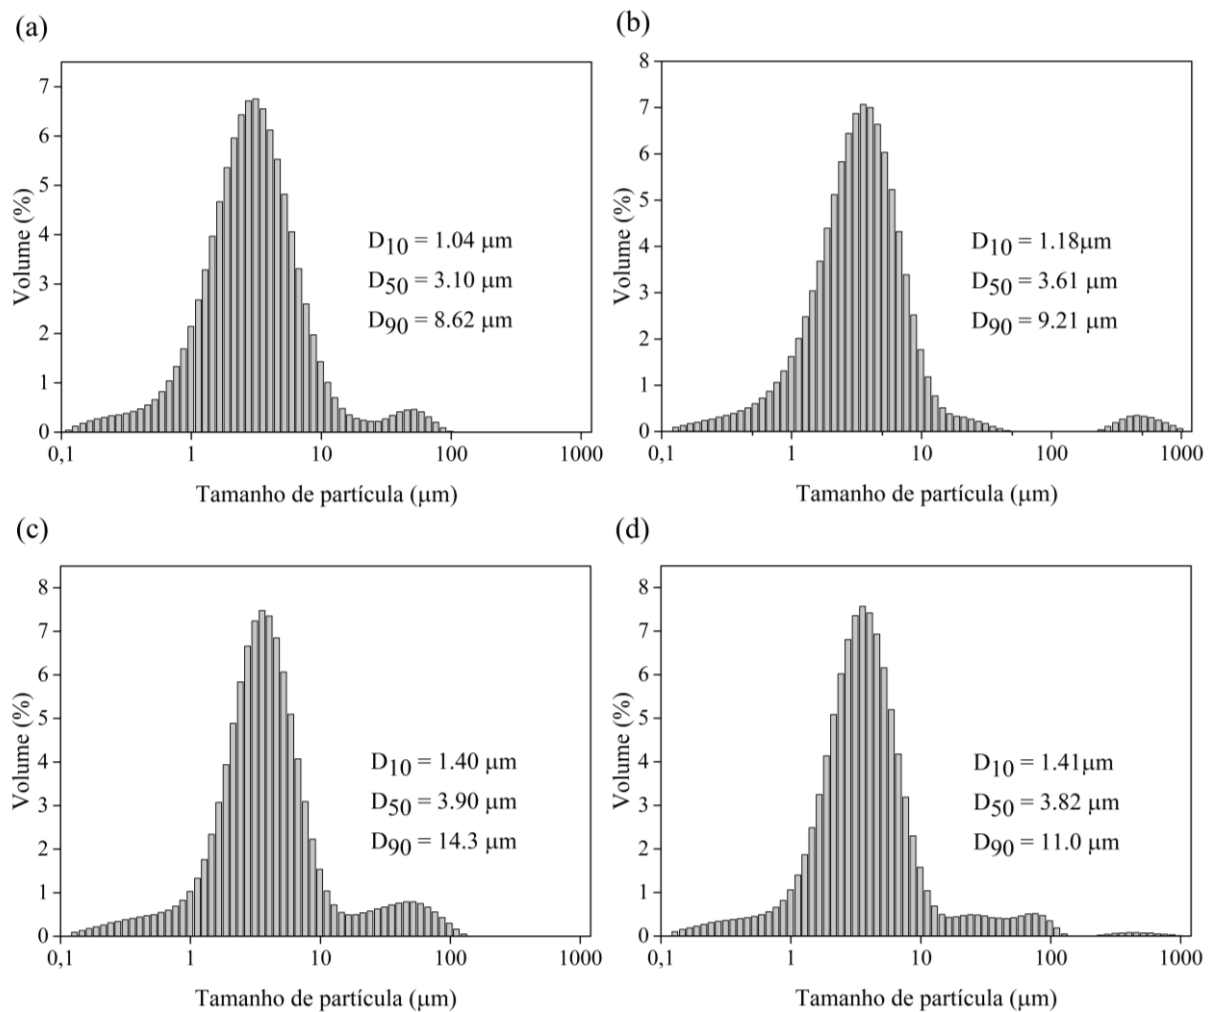 (a)
7
6
5
4
3
2
1
0
Volume (%)
D10 = 1.04 μm
D50 = 3.10 μm
D90 = 8.62 μm
0,1 1 10 100 1000
Tamanho de partícula (μm)
(b)
8
7
6
5
4
3
2
1
0
Volume (%)
D10 = 1.18μm
D50 = 3.61 μm
D90 = 9.21 μm
0,1 1 10 100 1000
Tamanho de partícula (μm)
(c)
8
7
6
5
4
3
2
1
0
Volume (%)
D10 = 1.40 μm
D50 = 3.90 μm
D90 = 14.3 μm
0,1 1 10 100 1000
Tamanho de partícula (μm)
(d)
8
7
6
5
4
3
2
1
0
Volume (%)
D10 = 1.41μm
D50 = 3.82 μm
D90 = 11.0 μm
0,1 1 10 100 1000
Tamanho de partícula (μm)